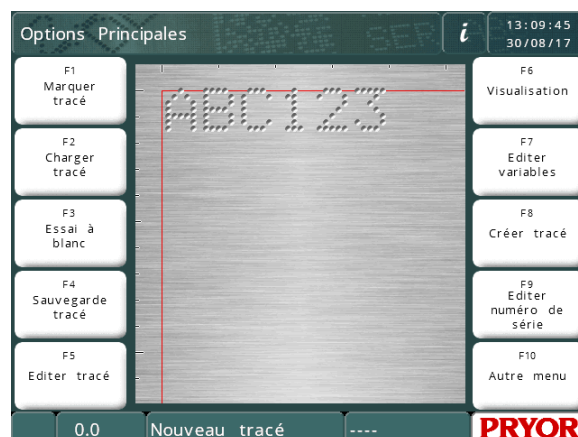 Options Principales
i
13:09:45
30/08/17
F1
Marquer
tracé
F2
Charger
tracé
F3
Essai à
blanc
F4
Sauvegarde
tracé
F5
Editer tracé
ABC123
F6
Visualisation
F7
Editer
variables
F8
Créer tracé
F9
Editer
numéro de
série
F10
Autre menu
0.0
Nouveau tracé
----
PRYOR